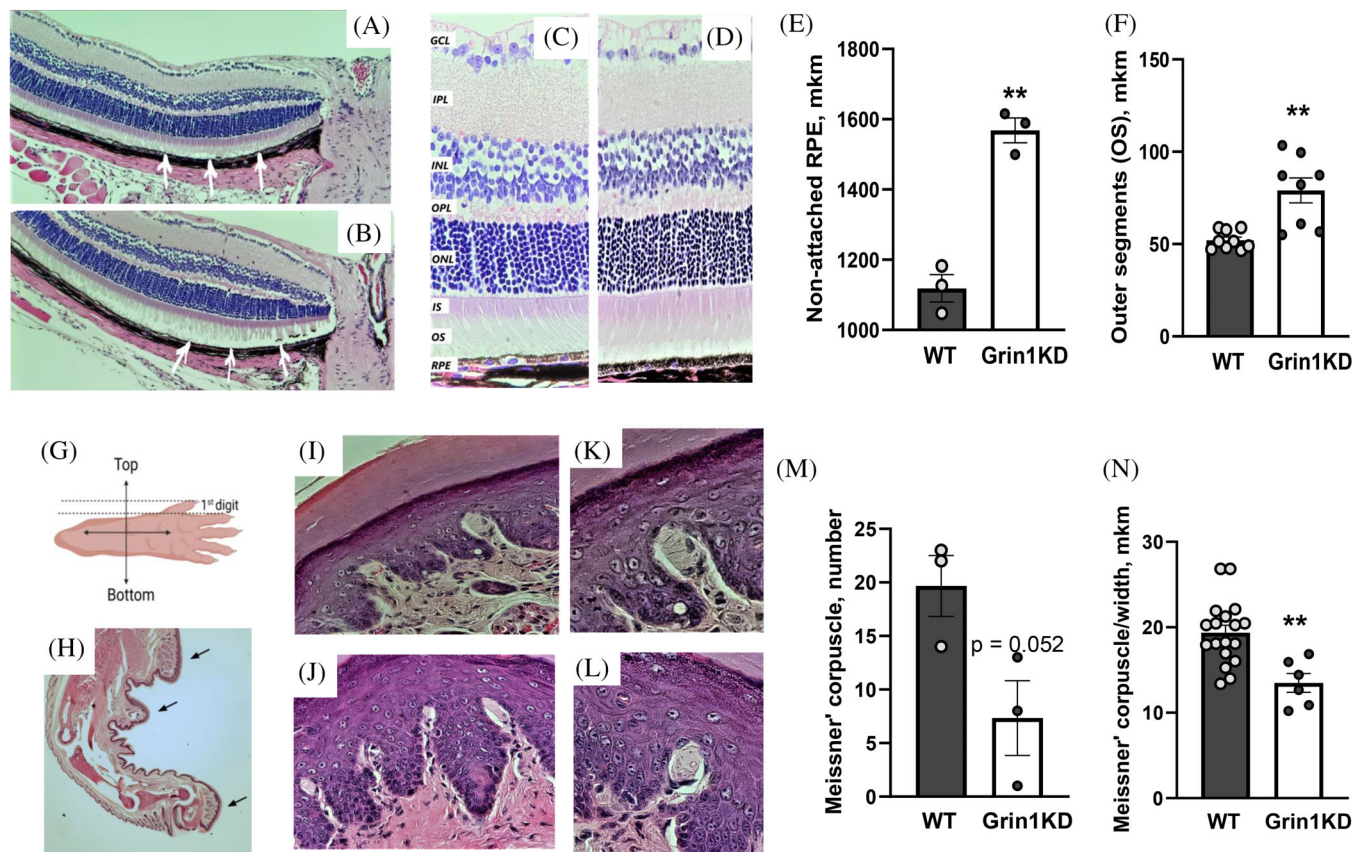 (A)
(B)
(C)
(D)
GCL
IPL
INL
OPL
ONL
IS
OS
RPE
(E)
Non-attached RPE, mkm
1800
1600
1400
1200
1000
**
WT
Grin1KD
(F)
Outer segments (OS), mkm
150
100
50
0
**
WT
Grin1KD
(G)
Top
1st digit
Bottom
(H)
(I)
(K)
(J)
(L)
(M)
Meissner' corpuscle, number
25
20
15
10
5
0
p = 0.052
WT
Grin1KD
(N)
Meissner' corpuscle/width, mkm
30
20
10
0
**
WT
Grin1KD